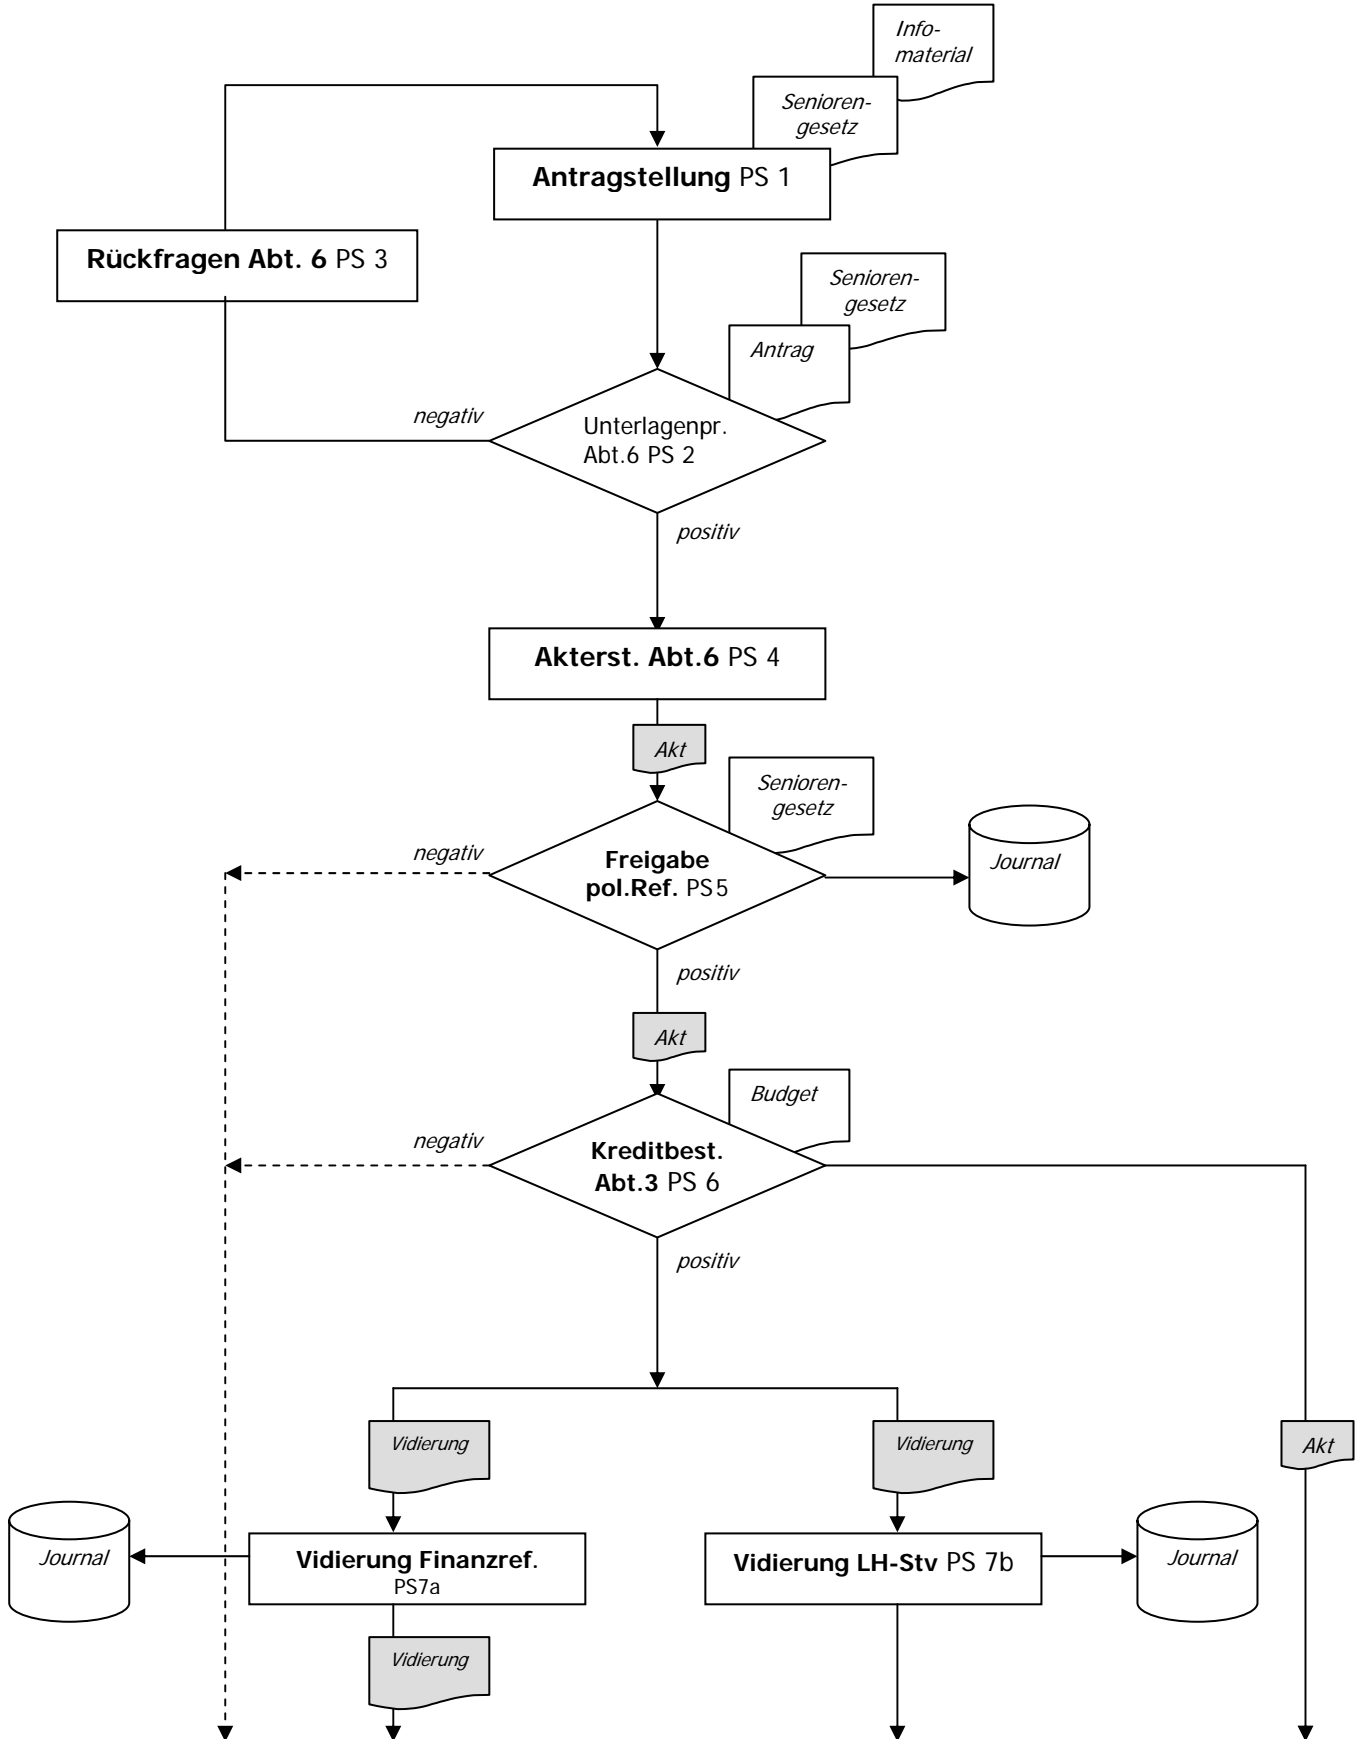 Info-
material
Senioren-
gesetz
Antragstellung PS 1
Rückfragen Abt. 6 PS 3
Senioren-
gesetz
Antrag
negativ
Unterlagenpr.
Abt.6 PS 2
positiv
Akterst. Abt.6 PS 4
Akt
Senioren-
gesetz
negativ
Freigabe
pol.Ref. PS5
Journal
positiv
Akt
Budget
negativ
Kreditbest.
Abt.3 PS 6
positiv
Vidierung
Vidierung
Akt
Journal
Vidierung Finanzref.
PS7a
Vidierung LH-Stv PS 7b
Journal
Vidierung